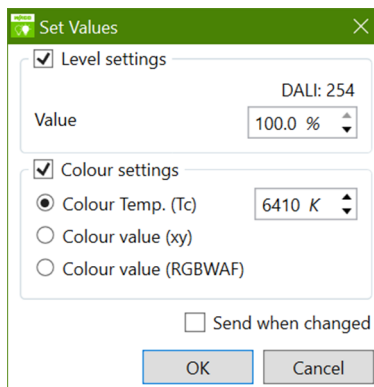 Set Values
Level settings
DALI: 254
Value
100.0 %
Colour settings
Colour Temp. (Tc)
6410 K
Colour value (xy)
Colour value (RGBWAF)
Send when changed
OK
Cancel